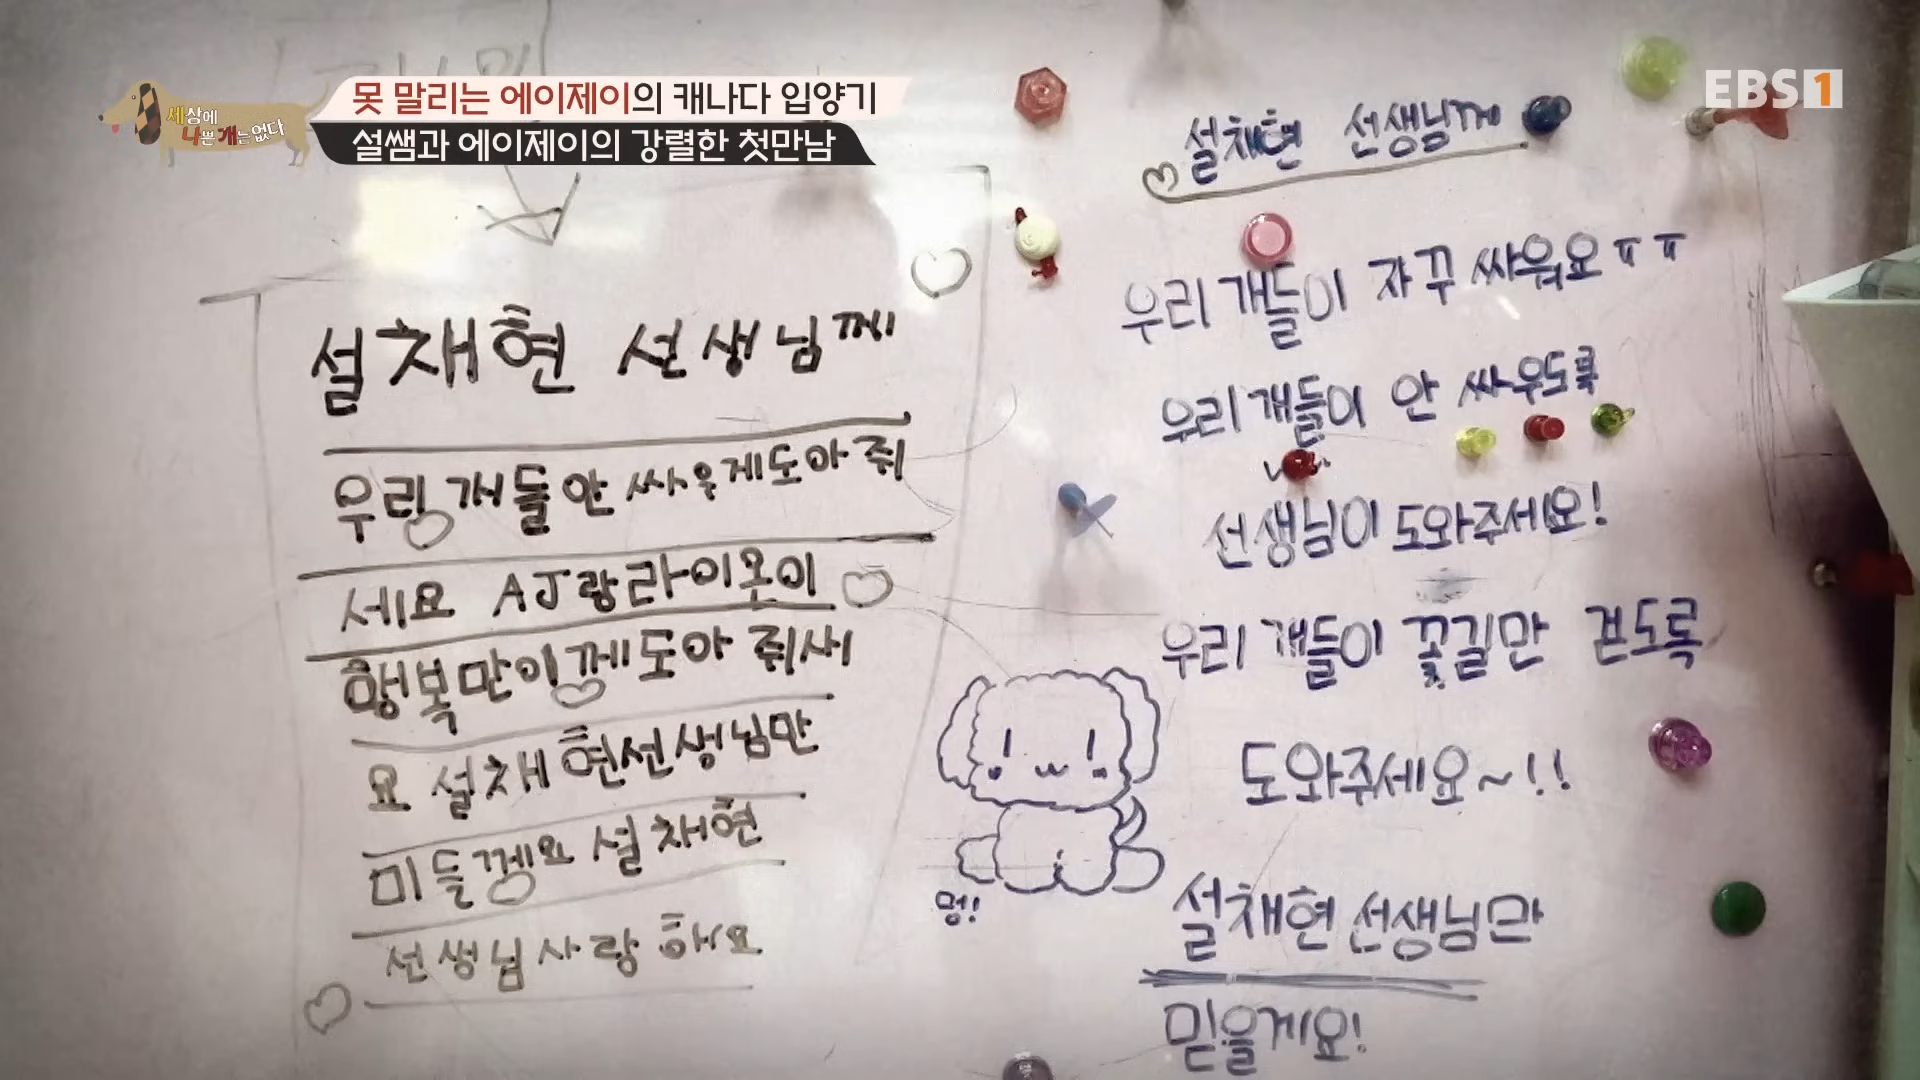 세상에
나쁜 개는 없다
못 말리는 에이제이의 캐나다 입양기
설쌤과 에이제이의 강렬한 첫만남
EBS1
설채현 선생님께
우리 개들 안 싸우게도아 줘
세요 AJ랑 라이온이
행복만이께도아 줘사
요 설채현선생님만
미들껭요 설채현
선생님사랑 해요
설채현 선생님께
우리 개들이 자꾸 싸워요ㅠㅠ
우리 개들이 안 싸우도록
선생님이 도와주세요!
우리 개들이 꽃길만 걷도록
도와주세요~!!
멍!
설채현 선생님만
믿을게요!